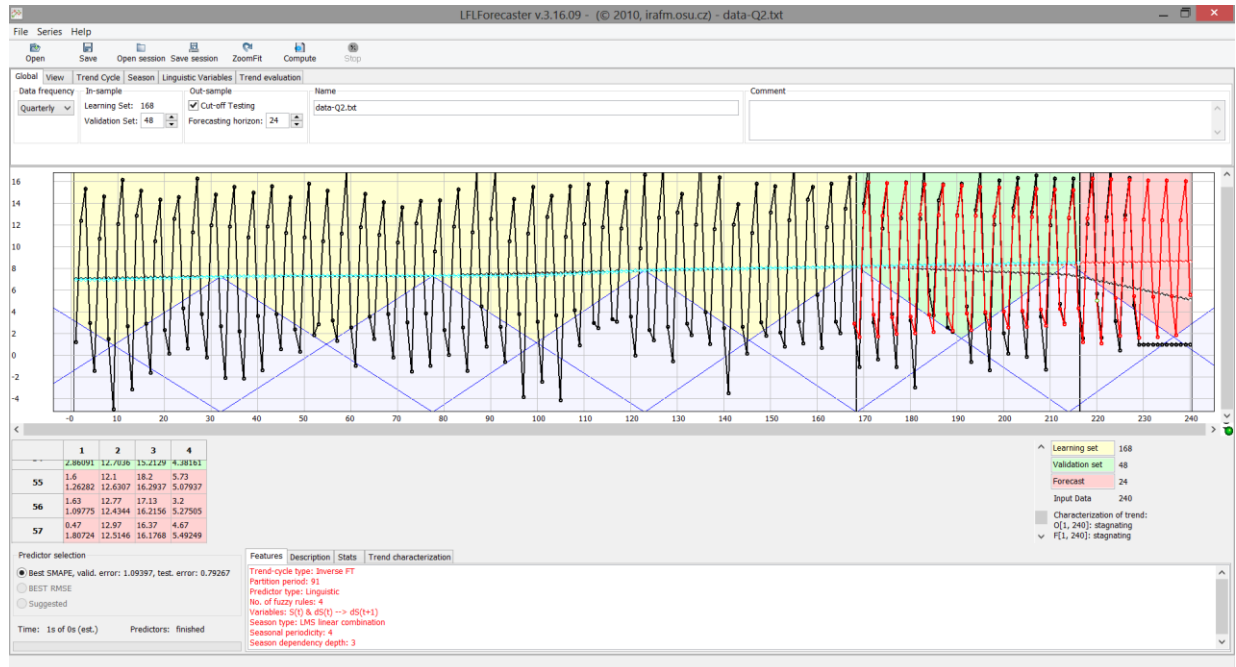 LFLForecaster v.3.16.09 - (© 2010, irafm.osu.cz) - data-Q2.txt
File Series Help
Open Save Open session Save session ZoomFit Compute Stop
Global View Trend Cycle Season Linguistic Variables Trend evaluation
Data frequency In-sample Out-sample Name Comment
Quarterly Learning Set: 168 Cut-off Testing data-Q2.txt
Validation Set: 48 Forecasting horizon: 24
16
14
12
10
8
6
4
2
0
-2
-4
-0 10 20 30 40 50 60 70 80 90 100 110 120 130 140 150 160 170 180 190 200 210 220 230 240
1 2 3 4
2.86091 12.7036 15.2129 4.38161
55 1.6 12.1 18.2 5.73
1.26282 12.6307 16.2937 5.07937
56 1.63 12.77 17.13 3.2
1.09775 12.4344 16.2156 5.27505
57 0.47 12.97 16.37 4.67
1.80724 12.5146 16.1768 5.49249
Learning set 168
Validation set 48
Forecast 24
Input Data 240
Characterization of trend:
O[1, 240]: stagnating
F[1, 240]: stagnating
Predictor selection
Best SMAPE, valid. error: 1.09397, test. error: 0.79267
BEST RMSE
Suggested
Time: 1s of 0s (est.) Predictors: finished
Features Description Stats Trend characterization
Trend-cycle type: Inverse FT
Partition period: 91
Predictor type: Linguistic
No. of fuzzy rules: 4
Variables: S(t) & dS(t) --> dS(t+1)
Season type: LMS linear combination
Seasonal periodicity: 4
Season dependency depth: 3